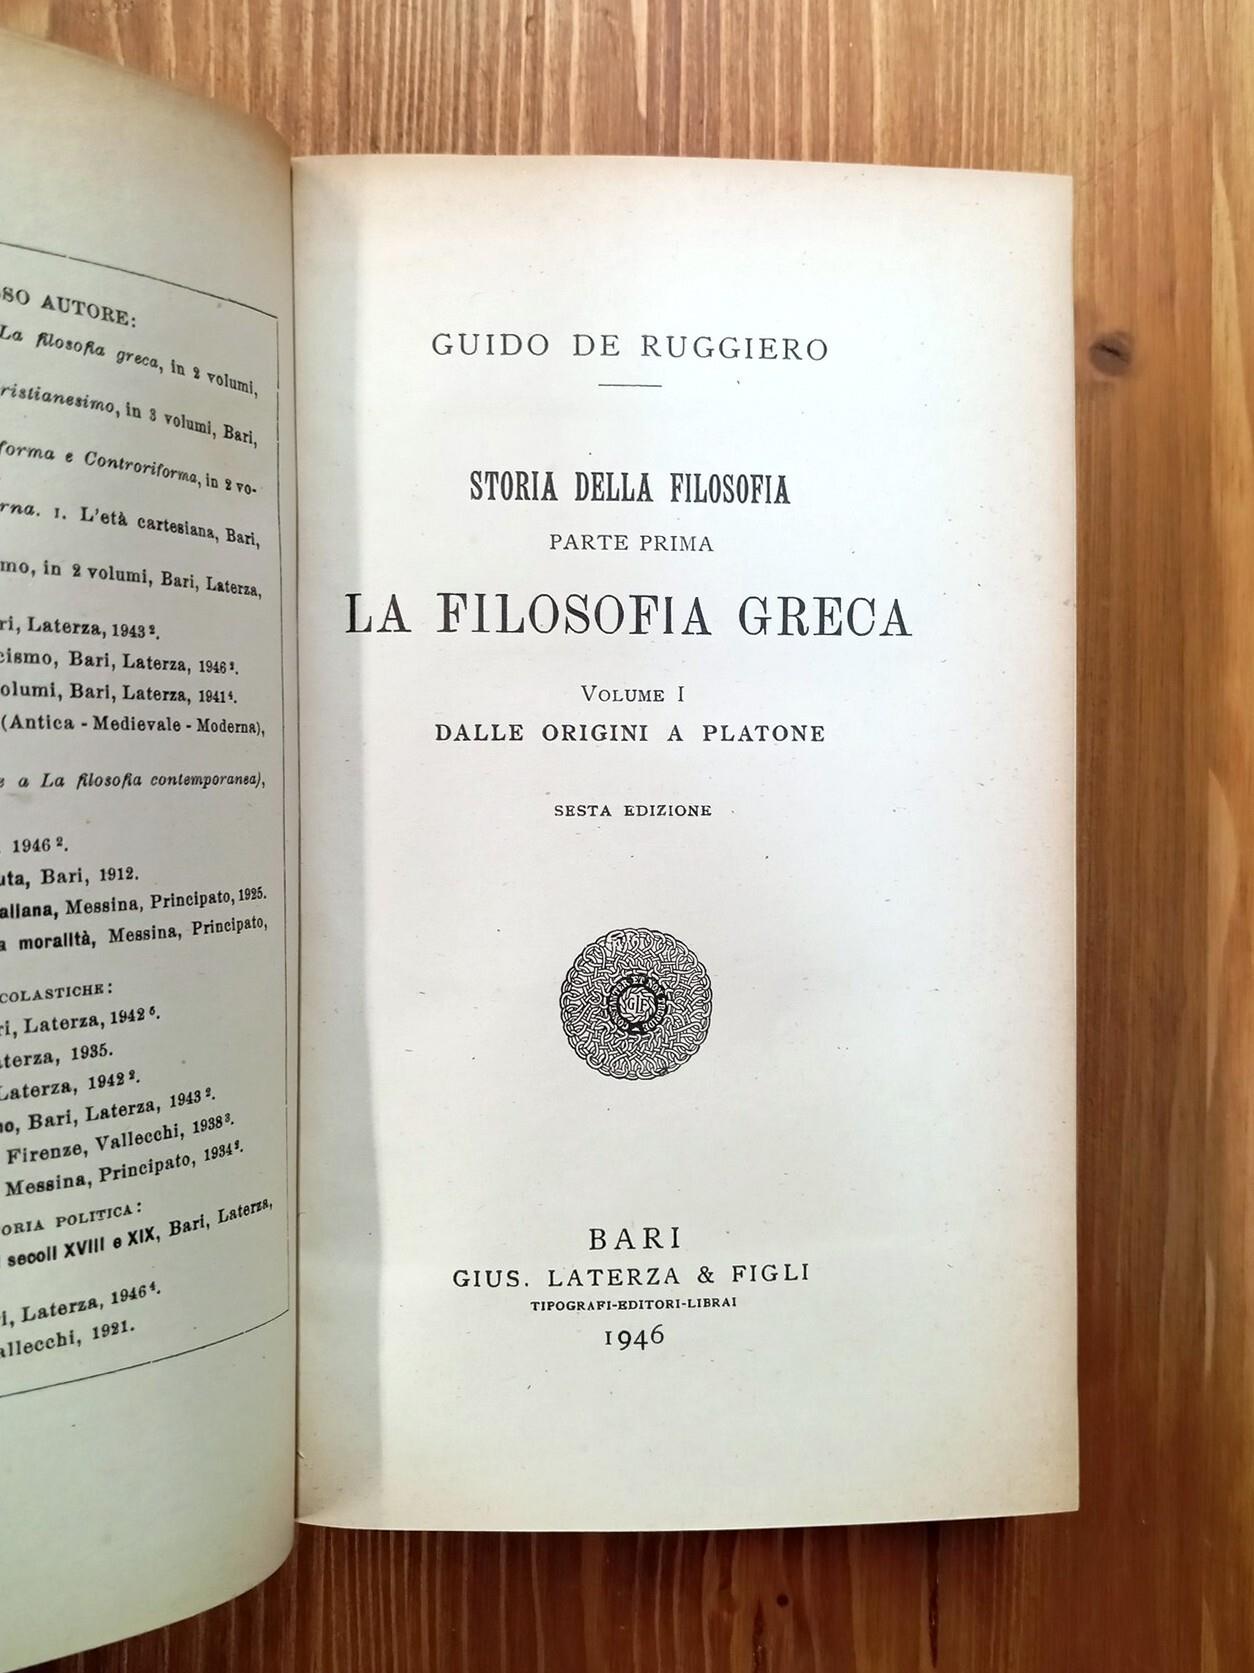 SO AUTORE:
La filosofia greca, in 2 volumi,
ristianesimo, in 3 volumi, Bari,
forma e Controriforma, in 2 vo-
rna. I. L'età cartesiana, Bari,
mo, in 2 volumi, Bari, Laterza,
ri, Laterza, 1943².
cismo, Bari, Laterza, 1946².
olumi, Bari, Laterza, 1941⁴.
(Antica - Medievale - Moderna),
e a La filosofia contemporanea),
1946².
uta, Bari, 1912.
allana, Messina, Principato, 1925.
a moralità, Messina, Principato,
COLASTICHE:
ri, Laterza, 1942⁵.
aterza, 1935.
Laterza, 1942².
no, Bari, Laterza, 1943².
Firenze, Vallecchi, 1938³.
Messina, Principato, 1934².
ORIA POLITICA:
secoli XVIII e XIX, Bari, Laterza,
i, Laterza, 1946⁴.
allecchi, 1921.
GUIDO DE RUGGIERO
STORIA DELLA FILOSOFIA
PARTE PRIMA
LA FILOSOFIA GRECA
VOLUME I
DALLE ORIGINI A PLATONE
SESTA EDIZIONE
GLF
BARI
GIUS. LATERZA & FIGLI
TIPOGRAFI-EDITORI-LIBRAI
1946